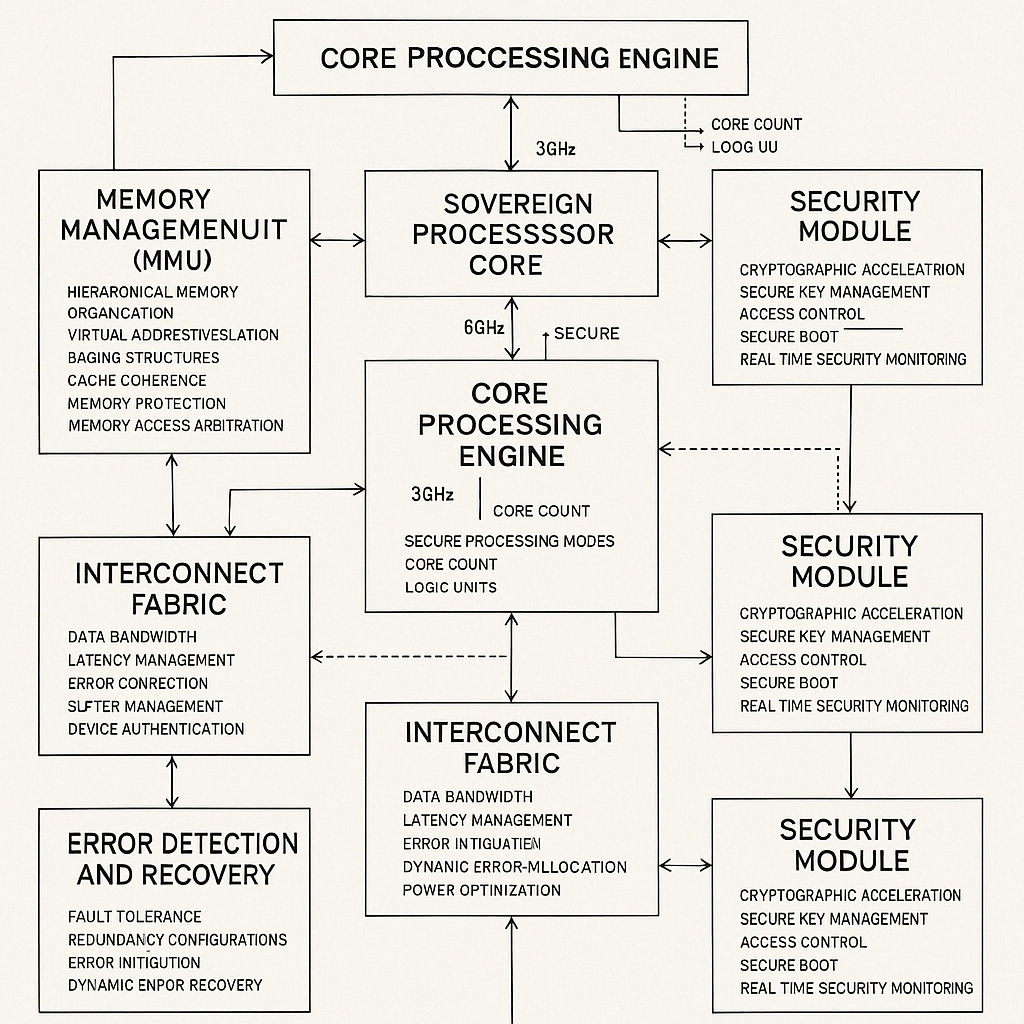 CORE PROCCESSING ENGINE
CORE COUNT
LOOG UU
3GHz
MEMORY
MANAGEMENUIT
(MMU)
HIERARONICAL MEMORY
ORGANCATION
VIRTUAL ADDRESTIVESLATION
BAGING STRUCTURES
CACHE COHERENCE
MEMORY PROTECTION
MEMORY ACCESS ARBITRATION
SOVEREIGN
PROCESSSSOR
CORE
SECURITY
MODULE
CRYPTOGRAPHIC ACCELEATRION
SECURE KEY MANAGEMENT
ACCESS CONTROL
SECURE BOOT
REAL TIME SECURITY MONITORING
6GHz
SECURE
CORE
PROCESSING
ENGINE
3GHz
CORE COUNT
SECURE PROCESSING MODES
CORE COUNT
LOGIC UNITS
INTERCONNECT
FABRIC
DATA BANDWIDTH
LATENCY MANAGEMENT
ERROR CONRECTION
SLFTER MANAGEMENT
DEVICE AUTHENTICATION
SECURITY
MODULE
CRYPTOGRAPHIC ACCELERATION
SECURE KEY MANAGEMENT
ACCESS CONTROL
SECURE BOOT
REAL TIME SECURITY MONITORING
INTERCONNECT
FABRIC
DATA BANDWIDTH
LATENCY MANAGEMENT
ERROR INTIGUATIEN
DYNANIC ERROR-MLLOCATION
POWER OPTINIZATION
ERROR DETECTION
AND RECOVERY
FAULT TOLERANCE
REDUNDANCY CONFIGURATIONS
ERROR INITIGUTION
DYNAMIC ENPOR RECOVERY
SECURITY
MODULE
CRYPTOGRAPHIC ACCELERATION
SECURE KEY MANAGEMENT
ACCESS CONTROL
SECURE BOOT
REAL TIME SECURITY MONITORING